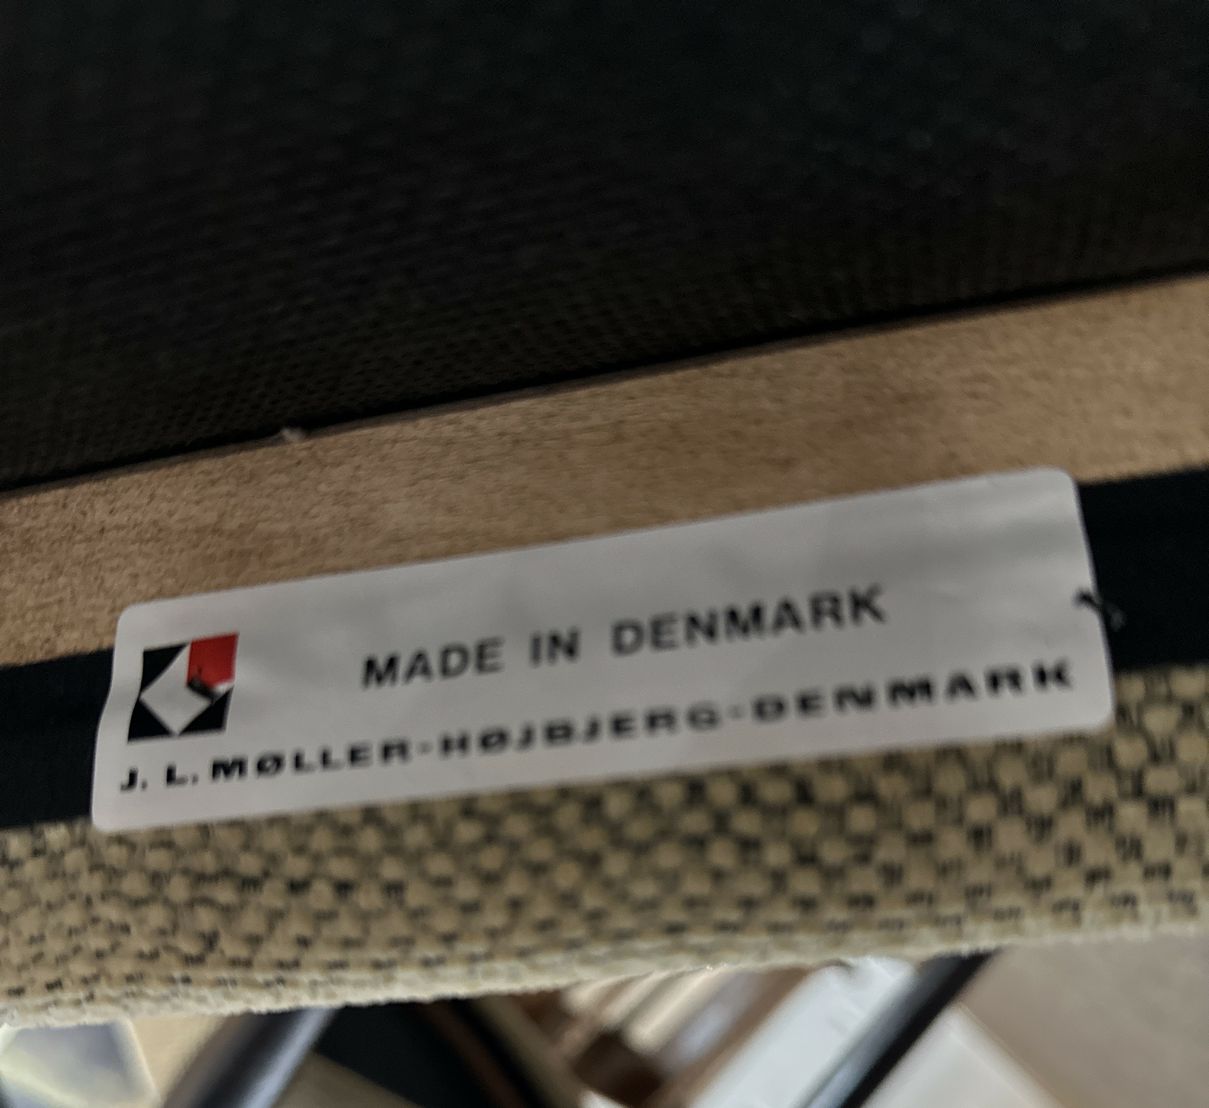 MADE IN DENMARK
J. L. MØLLER-HØJBJERG-DENMARK